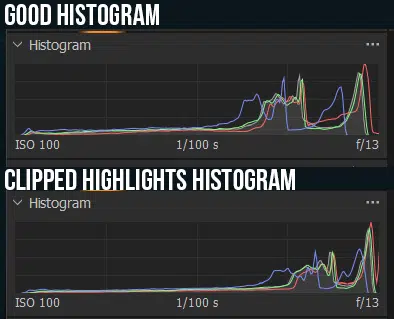 GOOD HISTOGRAM
Histogram
ISO 100 1/100 s f/13
CLIPPED HIGHLIGHTS HISTOGRAM
Histogram
ISO 100 1/100 s f/13